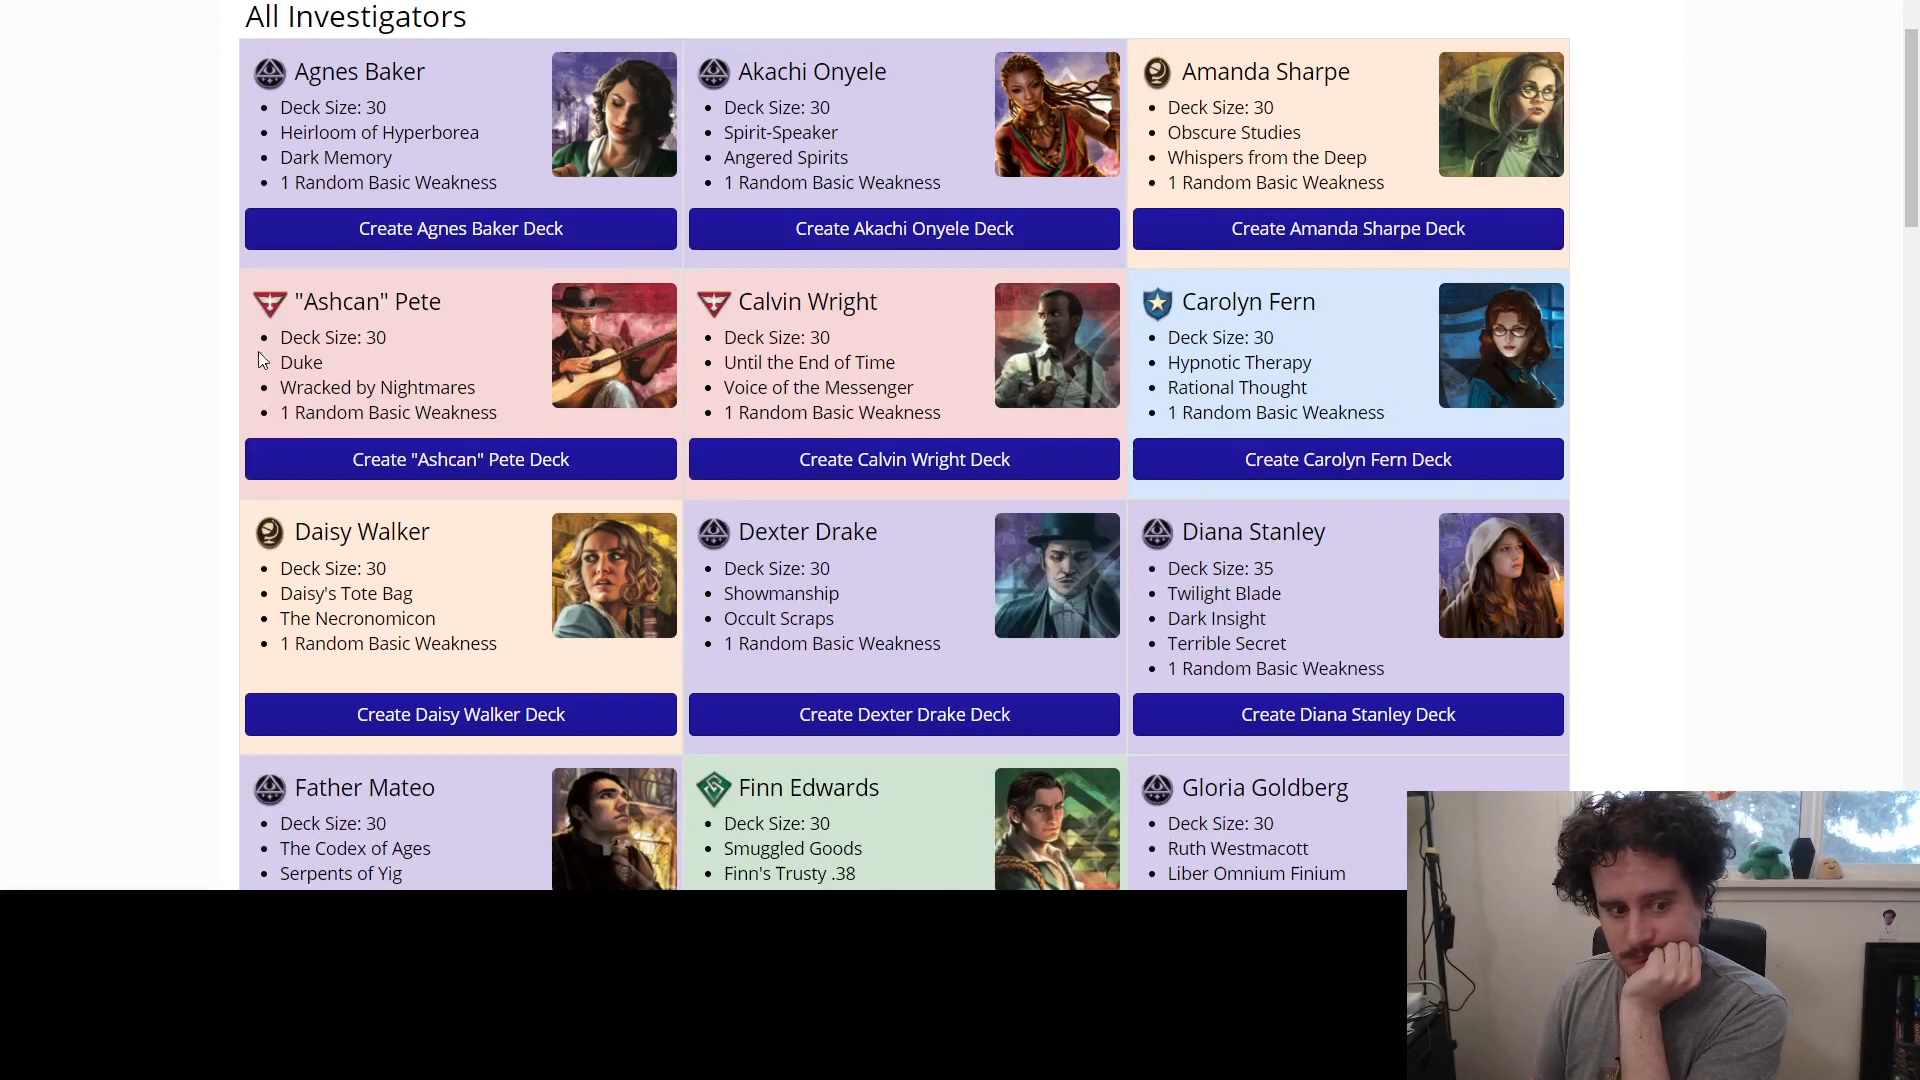 All Investigators
Agnes Baker
Deck Size: 30
Heirloom of Hyperborea
Dark Memory
1 Random Basic Weakness
Create Agnes Baker Deck
Akachi Onyele
Deck Size: 30
Spirit-Speaker
Angered Spirits
1 Random Basic Weakness
Create Akachi Onyele Deck
Amanda Sharpe
Deck Size: 30
Obscure Studies
Whispers from the Deep
1 Random Basic Weakness
Create Amanda Sharpe Deck
"Ashcan" Pete
Deck Size: 30
Duke
Wracked by Nightmares
1 Random Basic Weakness
Create "Ashcan" Pete Deck
Calvin Wright
Deck Size: 30
Until the End of Time
Voice of the Messenger
1 Random Basic Weakness
Create Calvin Wright Deck
Carolyn Fern
Deck Size: 30
Hypnotic Therapy
Rational Thought
1 Random Basic Weakness
Create Carolyn Fern Deck
Daisy Walker
Deck Size: 30
Daisy's Tote Bag
The Necronomicon
1 Random Basic Weakness
Create Daisy Walker Deck
Dexter Drake
Deck Size: 30
Showmanship
Occult Scraps
1 Random Basic Weakness
Create Dexter Drake Deck
Diana Stanley
Deck Size: 35
Twilight Blade
Dark Insight
Terrible Secret
1 Random Basic Weakness
Create Diana Stanley Deck
Father Mateo
Deck Size: 30
The Codex of Ages
Serpents of Yig
Finn Edwards
Deck Size: 30
Smuggled Goods
Finn's Trusty .38
Gloria Goldberg
Deck Size: 30
Ruth Westmacott
Liber Omnium Finium